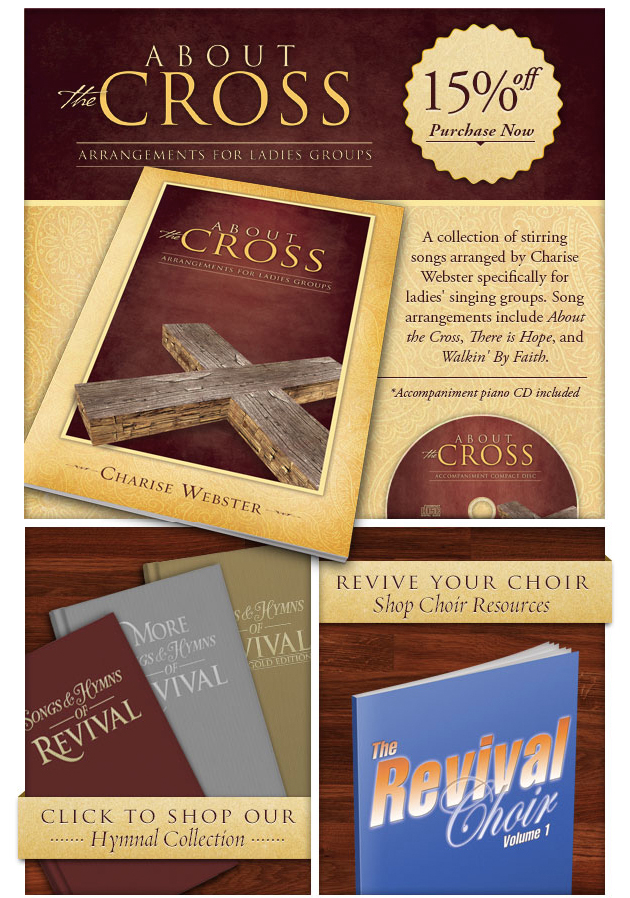 ABOUT
the CROSS
ARRANGEMENTS FOR LADIES GROUPS
15% off
Purchase Now
ABOUT
the CROSS
ARRANGEMENTS FOR LADIES GROUPS
CHARISE WEBSTER
A collection of stirring
songs arranged by Charise
Webster specifically for
ladies' singing groups. Song
arrangements include About
the Cross, There is Hope, and
Walkin' By Faith.
*Accompaniment piano CD included
ABOUT
the CROSS
ACCOMPANIMENT COMPACT DISC
SONGS & HYMNS
OF
REVIVAL
MORE
GS & HYMNS
OF
VIVAL
S & HYMNS
OF
VIVAL
GOLD EDITION
CLICK TO SHOP OUR
Hymnal Collection
REVIVE YOUR CHOIR
Shop Choir Resources
The
Revival
Choir
Volume 1